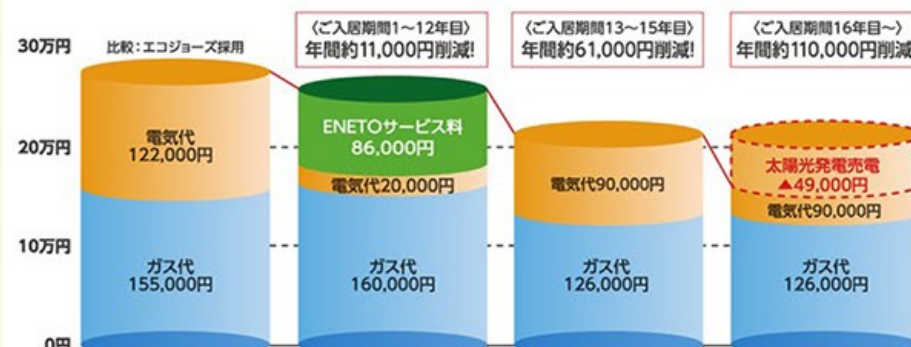 30万円
比較：エコジョーズ採用
〈ご入居期間1〜12年目〉
年間約11,000円削減!
〈ご入居期間13〜15年目〉
年間約61,000円削減!
〈ご入居期間16年目〜〉
年間約110,000円削減
20万円
電気代
122,000円
ENETOサービス料
86,000円
電気代20,000円
電気代90,000円
太陽光発電売電
▲49,000円
電気代90,000円
10万円
ガス代
155,000円
ガス代
160,000円
ガス代
126,000円
ガス代
126,000円
0円